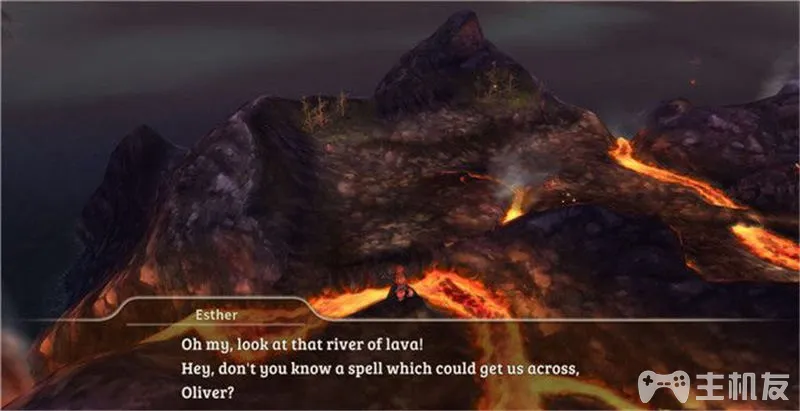 Esther
Oh my, look at that river of lava!
Hey, don't you know a spell which could get us across,
Oliver?
主机友